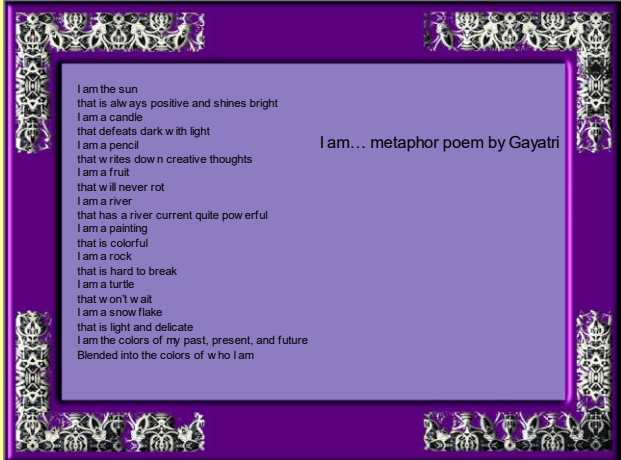 I am the sun
that is always positive and shines bright
I am a candle
that defeats dark with light
I am a pencil
that writes down creative thoughts
I am a fruit
that will never rot
I am a river
that has a river current quite powerful
I am a painting
that is colorful
I am a rock
that is hard to break
I am a turtle
that won't wait
I am a snowflake
that is light and delicate
I am the colors of my past, present, and future
Blended into the colors of who I am
I am… metaphor poem by Gayatri